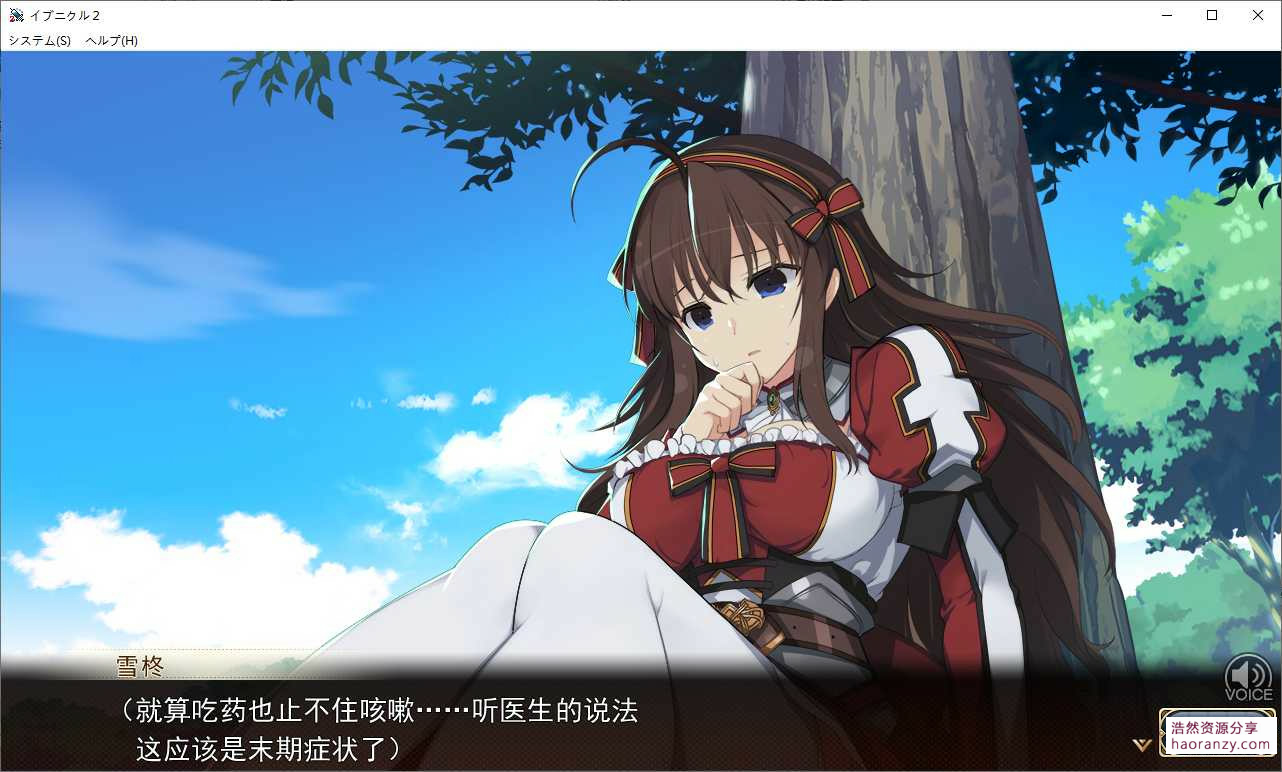 イブニクル２
システム(S) ヘルプ(H)
雪柊
（就算吃药也止不住咳嗽……听医生的说法
这应该是末期症状了）
VOICE
浩然资源分享
haoranzy.com